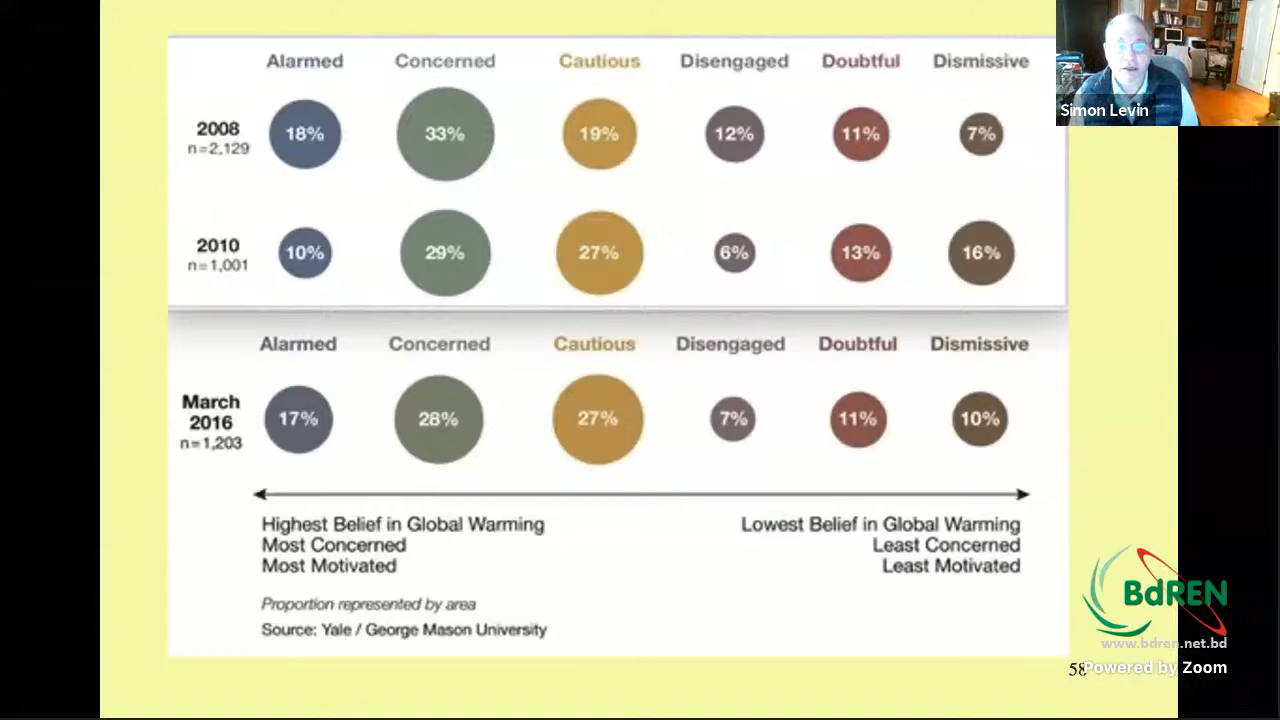 Alarmed Concerned Cautious Disengaged Doubtful Dismissive
2008
n=2,129
18% 33% 19% 12% 11% 7%
2010
n=1,001
10% 29% 27% 6% 13% 16%
Alarmed Concerned Cautious Disengaged Doubtful Dismissive
March
2016
n=1,203
17% 28% 27% 7% 11% 10%
Highest Belief in Global Warming
Most Concerned
Most Motivated
Lowest Belief in Global Warming
Least Concerned
Least Motivated
Proportion represented by area
Source: Yale / George Mason University
Simon Levin
BdREN
www.bdren.net.bd
58
Powered by Zoom